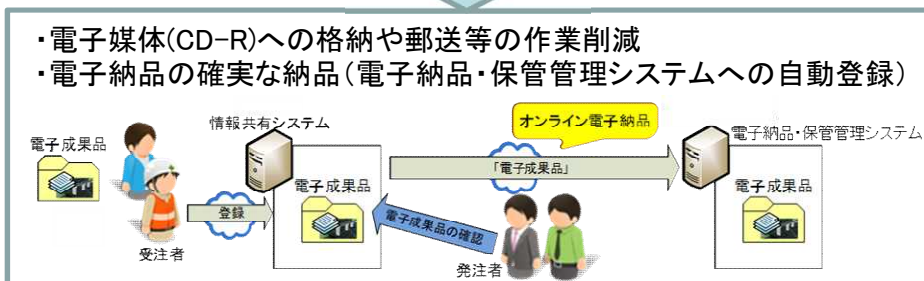 ・電子媒体(CD-R)への格納や郵送等の作業削減
・電子納品の確実な納品(電子納品・保管管理システムへの自動登録)
オンライン電子納品
情報共有システム
電子納品・保管管理システム
電子成果品
「電子成果品」
電子成果品
電子成果品
登録
電子成果品の確認
受注者
発注者